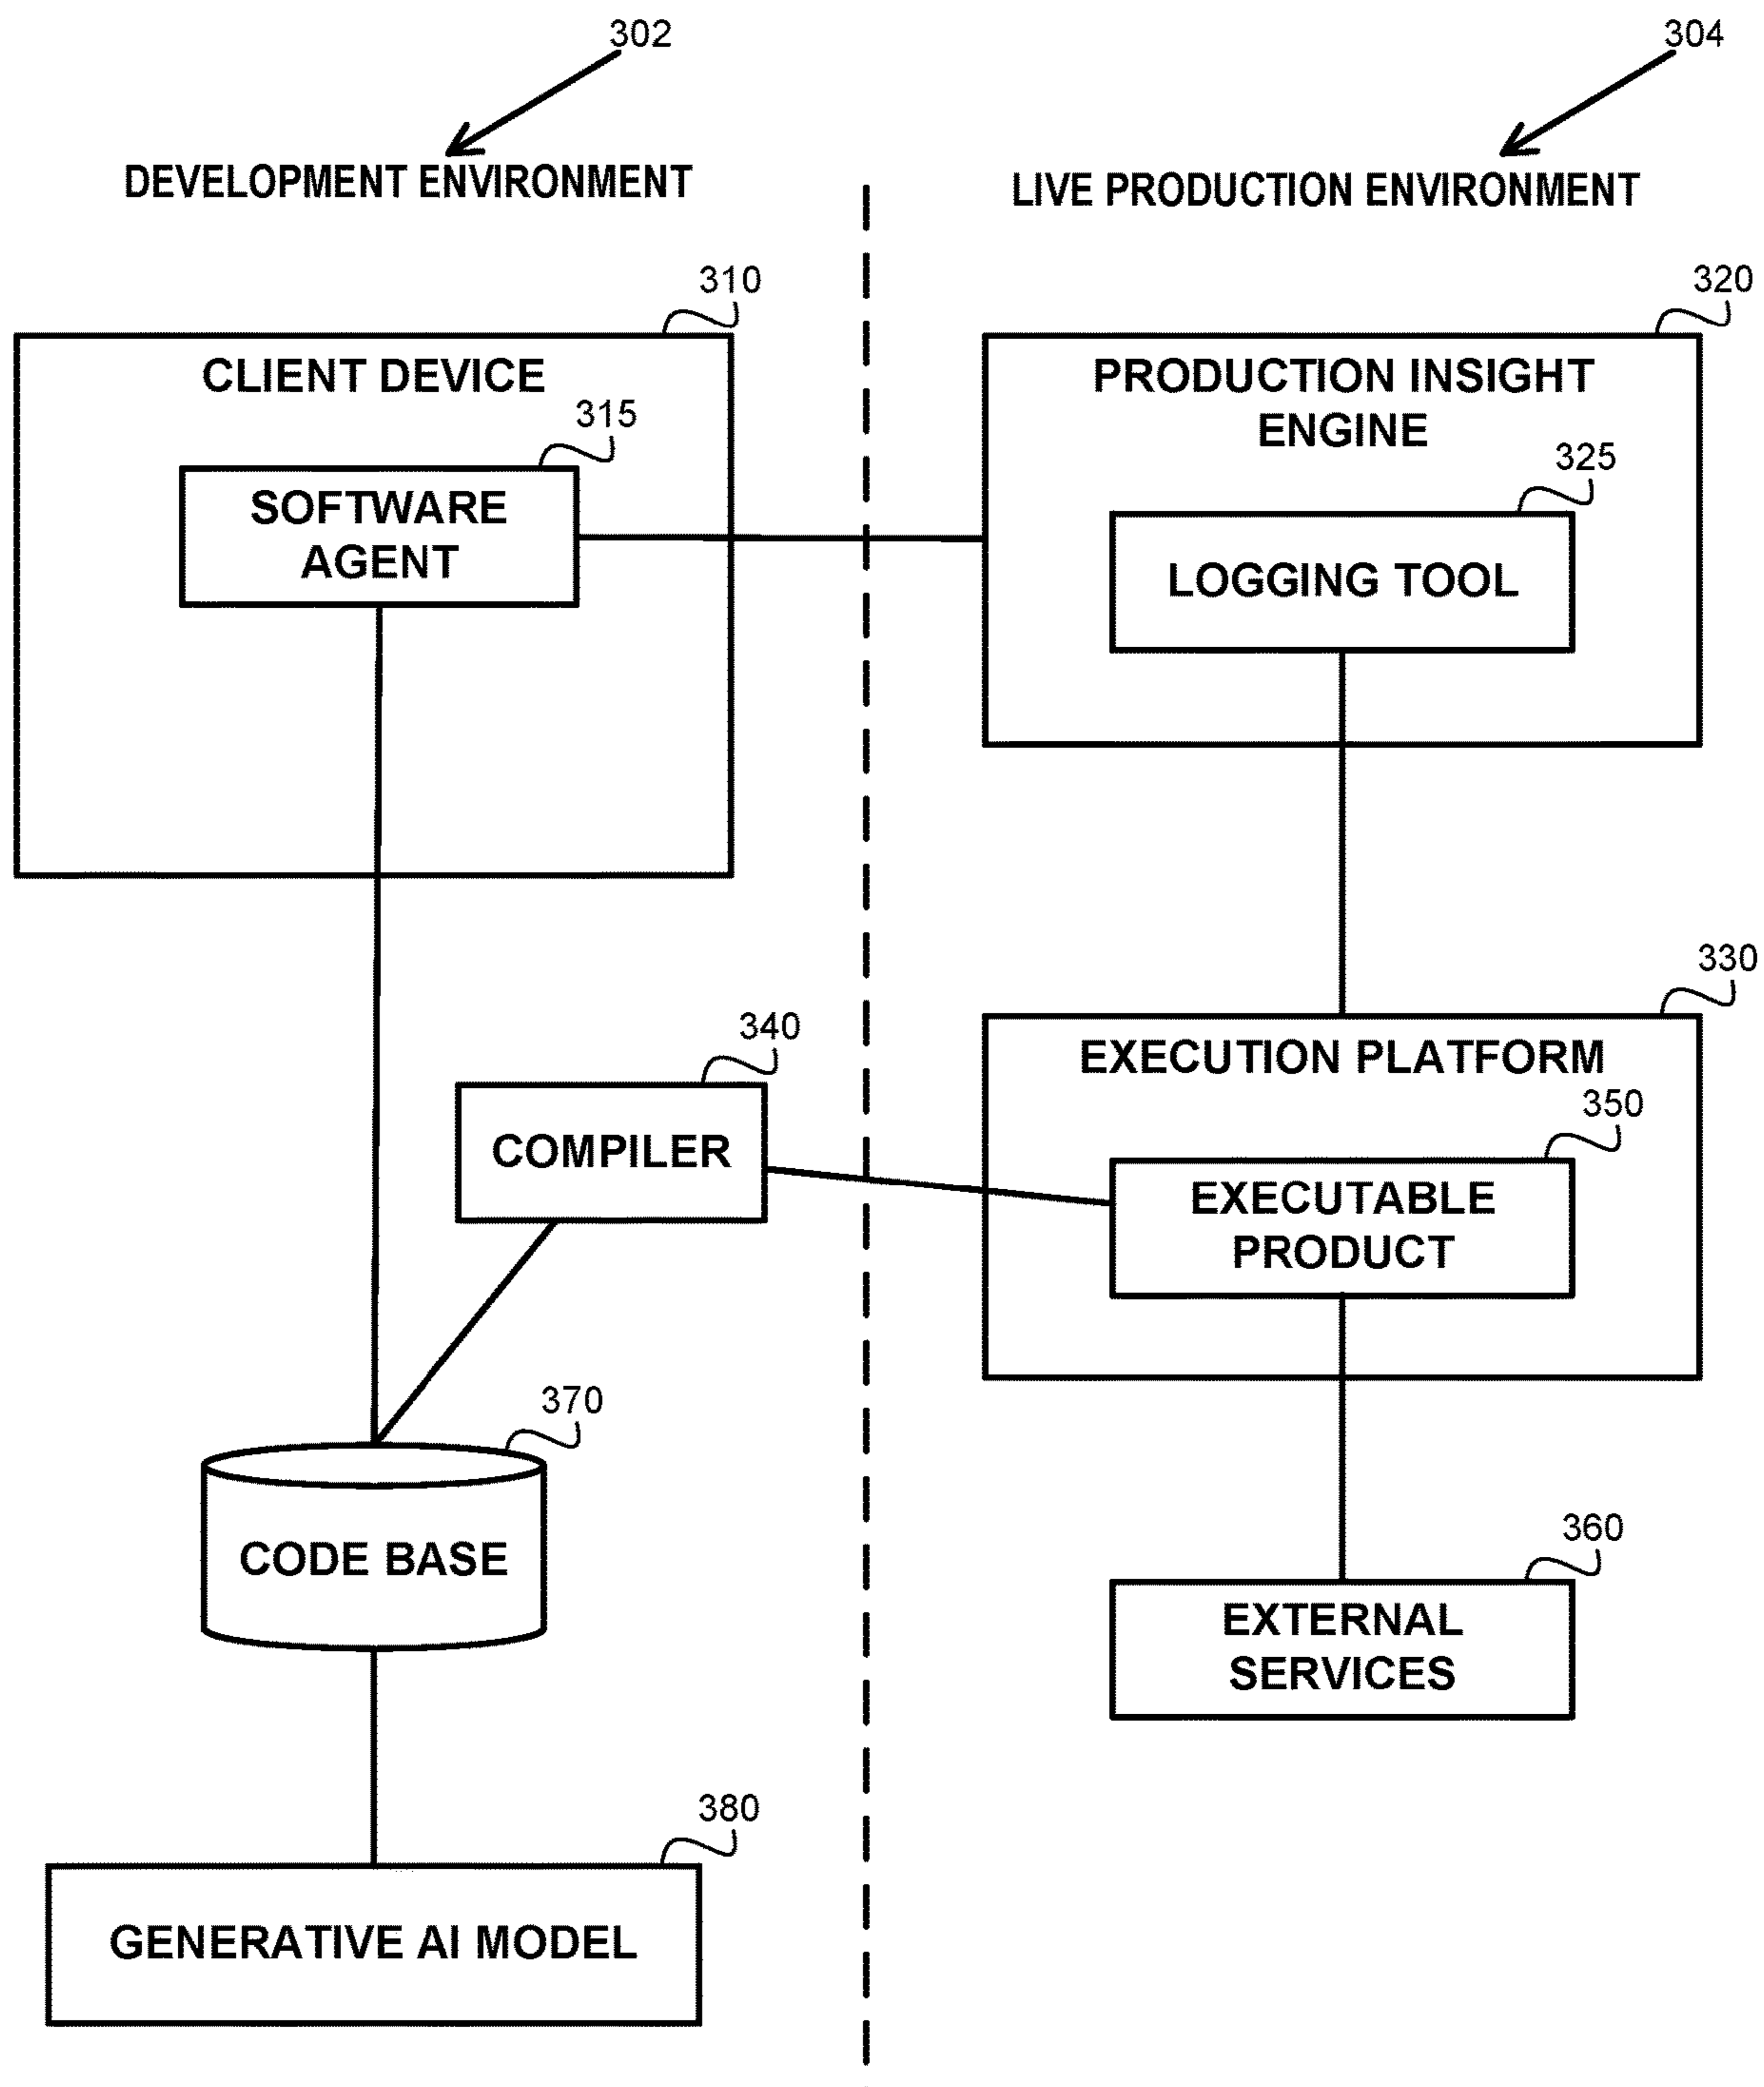 302
304
DEVELOPMENT ENVIRONMENT
LIVE PRODUCTION ENVIRONMENT
310
CLIENT DEVICE
315
SOFTWARE
AGENT
320
PRODUCTION INSIGHT
ENGINE
325
LOGGING TOOL
330
EXECUTION PLATFORM
340
COMPILER
350
EXECUTABLE
PRODUCT
370
CODE BASE
360
EXTERNAL
SERVICES
380
GENERATIVE AI MODEL